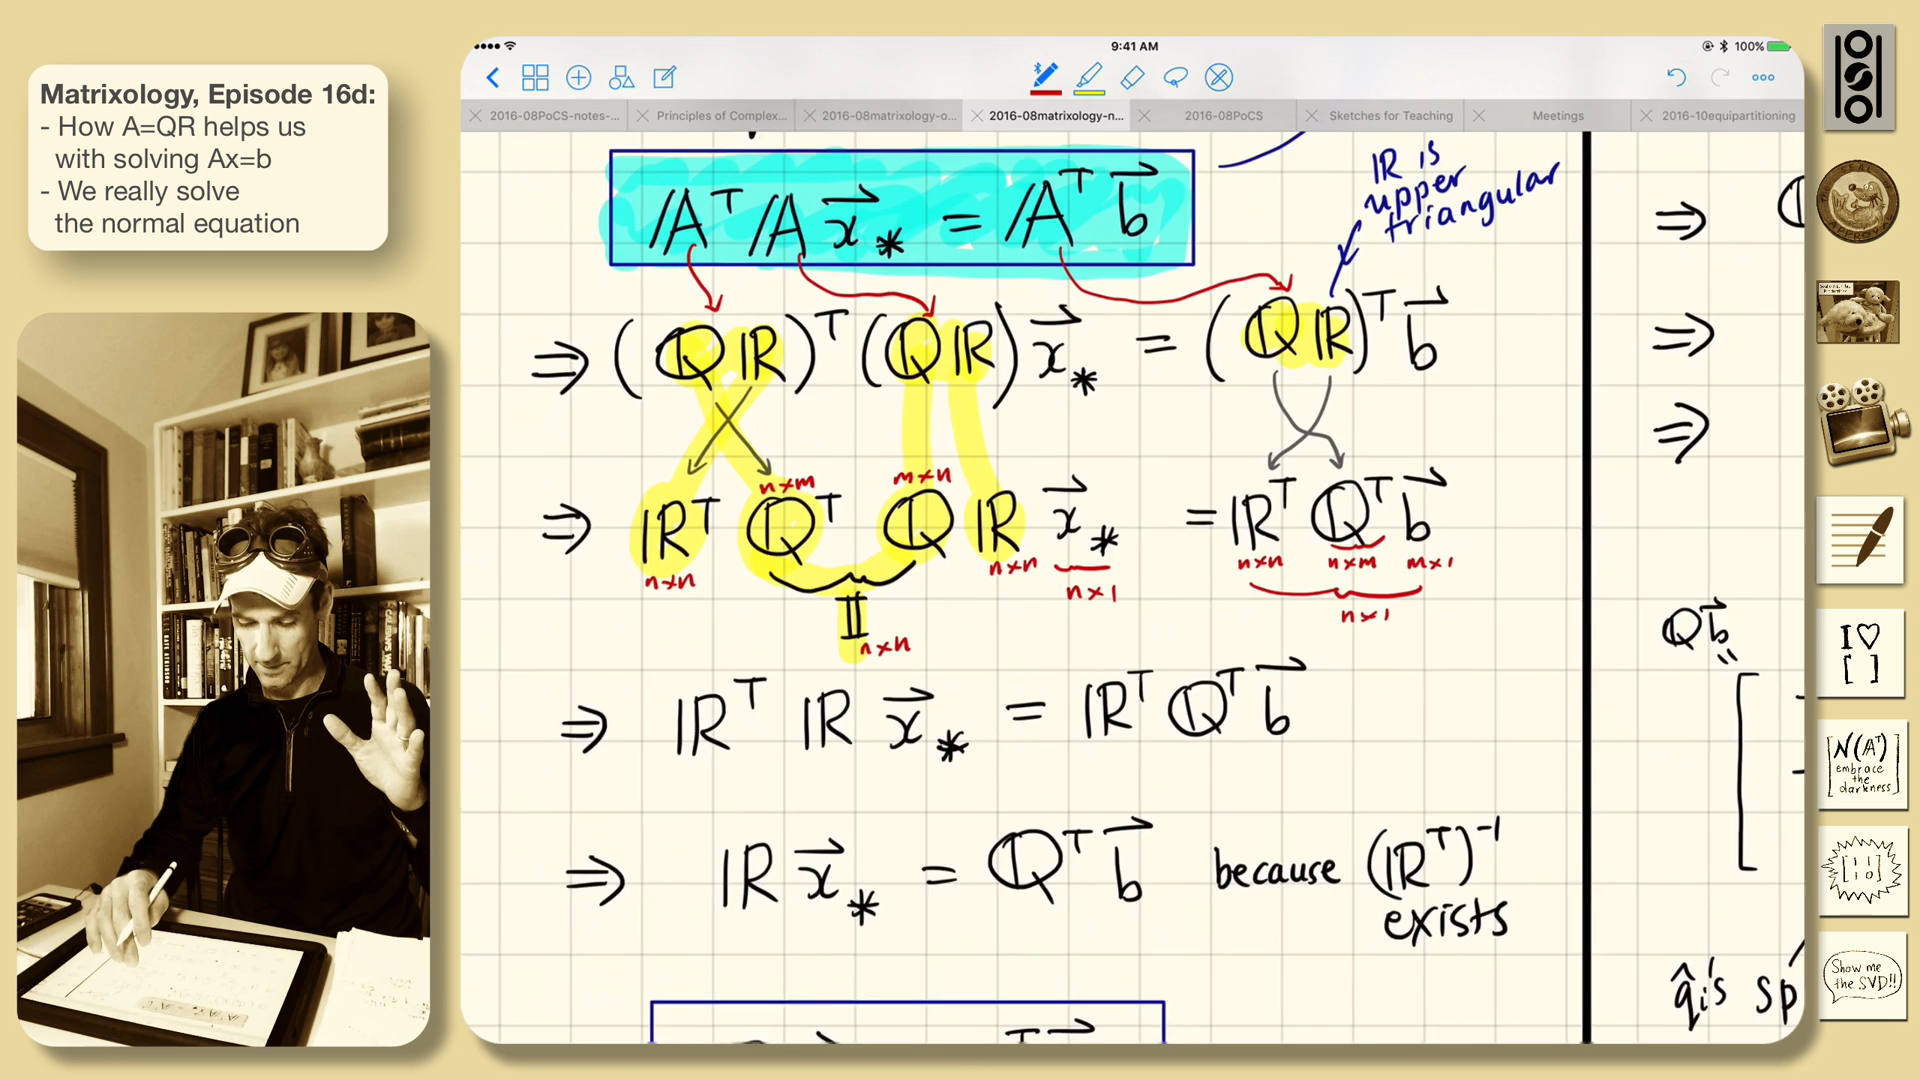 Matrixology, Episode 16d:
- How A=QR helps us
with solving Ax=b
- We really solve
the normal equation
9:41 AM
100%
2016-08PoCS-notes-...
Principles of Complex...
2016-08matrixology-o...
2016-08matrixology-n...
2016-08PoCS
Sketches for Teaching
Meetings
2016-10equipartitioning
𝔸ᵀ𝔸x⃗∗ = 𝔸ᵀb⃗
ℝ is
upper
triangular
⇒ (ℚℝ)ᵀ(ℚℝ)x⃗∗ = (ℚℝ)ᵀb⃗
n×m m×n
⇒ ℝᵀℚᵀℚℝx⃗∗ = ℝᵀℚᵀb⃗
n×n n×n n×1 n×n n×m m×1
n×1
𝕀 n×n
⇒ ℝᵀℝx⃗∗ = ℝᵀℚᵀb⃗
⇒ ℝx⃗∗ = ℚᵀb⃗ because (ℝᵀ)⁻¹
exists
⇒
⇒
⇒
ℚb⃗
"
q̂ᵢ's sp
I ♡
[ ]
N(Aᵀ)
embrace
the
darkness
Show me
the SVD!!